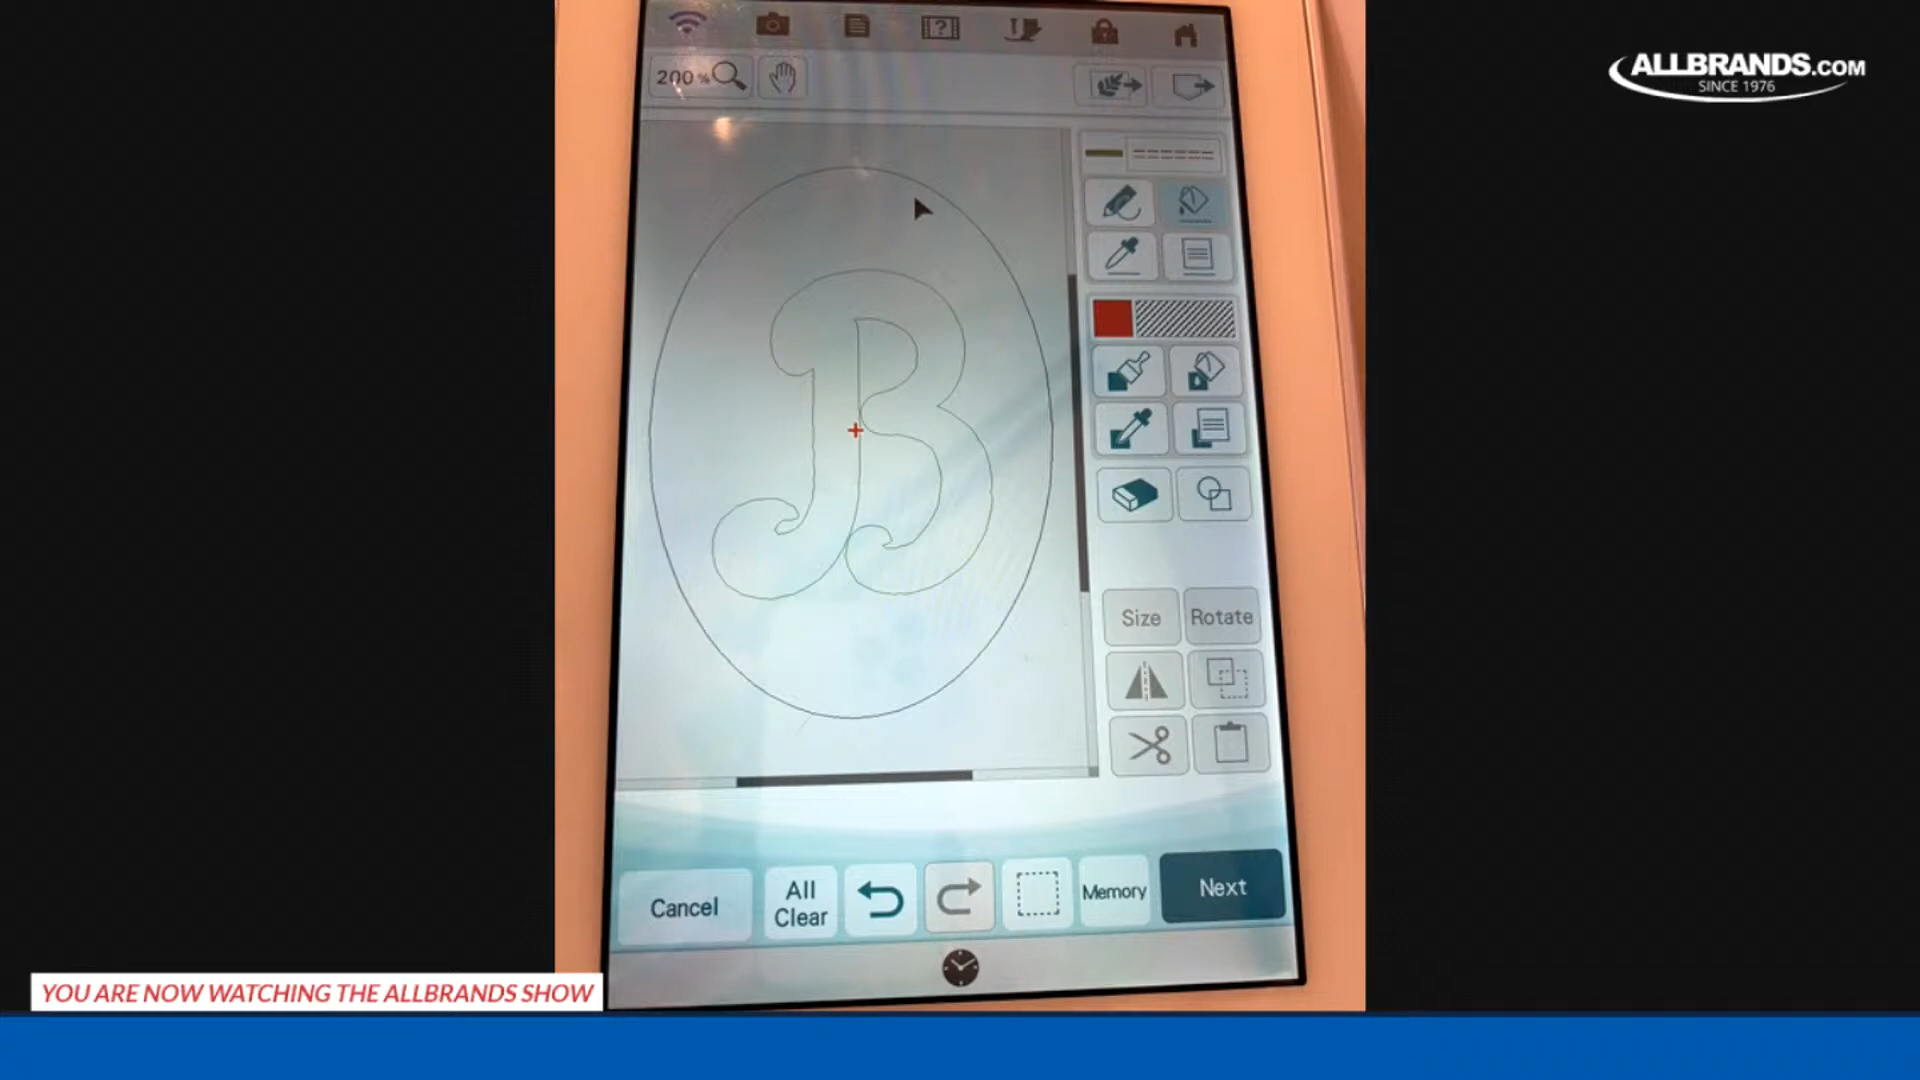 ALLBRANDS.COM
SINCE 1976
200%
?
B
Size
Rotate
Cancel
All
Clear
Memory
Next
YOU ARE NOW WATCHING THE ALLBRANDS SHOW